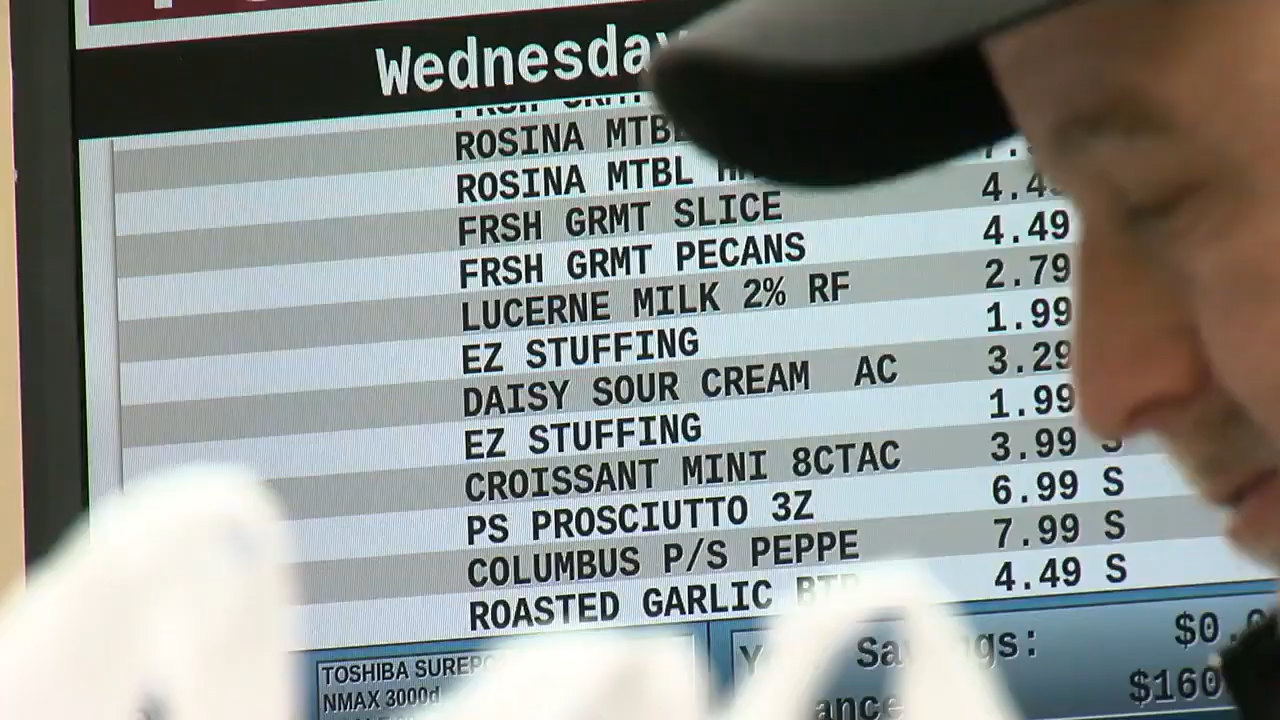 Wednesday
ROSINA MTBL
ROSINA MTBL
FRSH GRMT SLICE 4.49
FRSH GRMT PECANS 4.49
LUCERNE MILK 2% RF 2.79
EZ STUFFING 1.99
DAISY SOUR CREAM AC 3.29
EZ STUFFING 1.99
CROISSANT MINI 8CTAC 3.99 S
PS PROSCIUTTO 3Z 6.99 S
COLUMBUS P/S PEPPE 7.99 S
ROASTED GARLIC 4.49 S
TOSHIBA
NMAX 3000d
Savings: $0.
$160